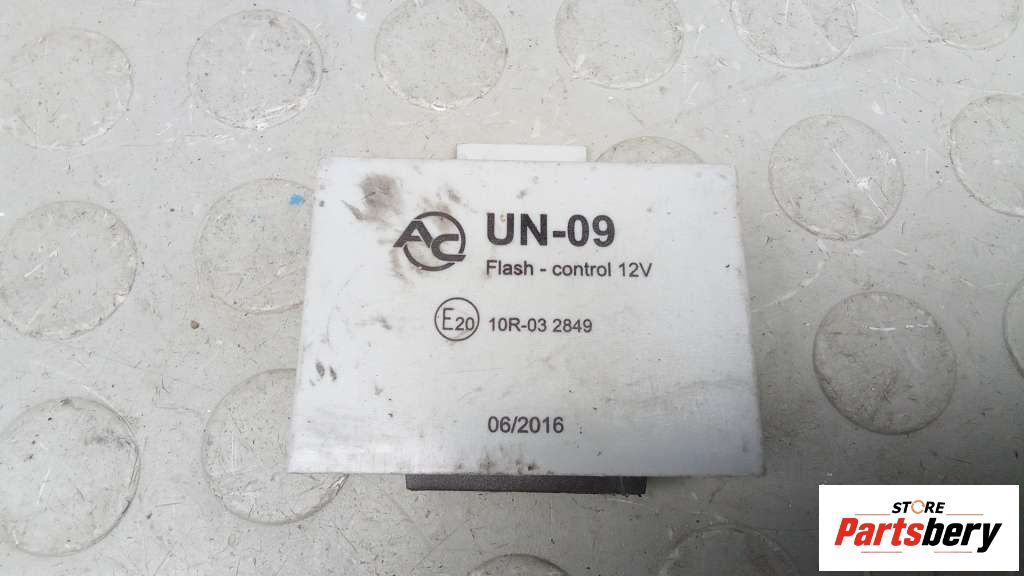 AC
UN-09
Flash - control 12V
E20 10R-03 2849
06/2016
STORE
Partsbery